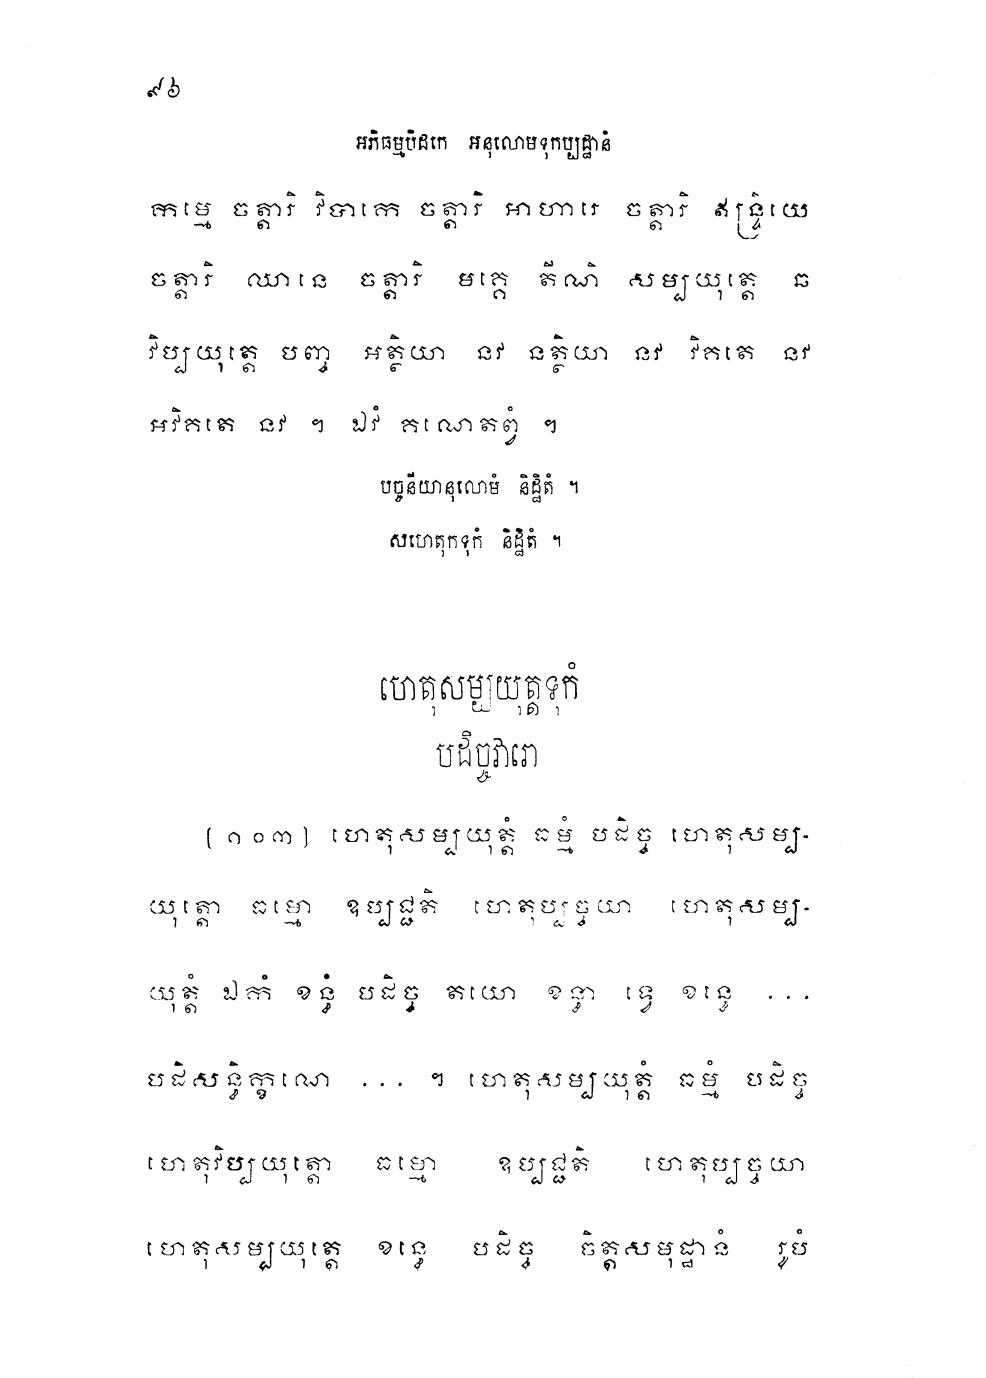 ៩៦
អភិធម្មបិដកេ អនុលោមទុកប្បដ្ឋានំ
កម្មេ ចត្តារិ វិបាកេ ចត្តារិ អាហារេ ចត្តារិ ឥន្ទ្រិយេ
ចត្តារិ ឈានេ ចត្តារិ មគ្គេ តីណិ សម្បយុត្តេ ឆ
វិប្បយុត្តេ បញ្ច អត្ថិយា នវ នត្ថិយា នវ វិគតេ នវ
អវិគតេ នវ ។ ឯវំ គណេតព្វំ ។
បច្ចនីយានុលោមំ និដ្ឋិតំ ។
សហេតុកទុកំ និដ្ឋិតំ ។
ហេតុសម្បយុត្តទុកំ
បដិច្ចវារោ
(១០៣) ហេតុសម្បយុត្តំ ធម្មំ បដិច្ច ហេតុសម្ប-
យុត្តោ ធម្មោ ឧប្បជ្ជតិ ហេតុប្បច្ចយា ហេតុសម្ប-
យុត្តំ ឯកំ ខន្ធំ បដិច្ច តយោ ខន្ធា ទ្វេ ខន្ធេ ...
បដិសន្ធិក្ខណេ ... ។ ហេតុសម្បយុត្តំ ធម្មំ បដិច្ច
ហេតុវិប្បយុត្តោ ធម្មោ ឧប្បជ្ជតិ ហេតុប្បច្ចយា
ហេតុសម្បយុត្តេ ខន្ធេ បដិច្ច ចិត្តសមុដ្ឋានំ រូបំ